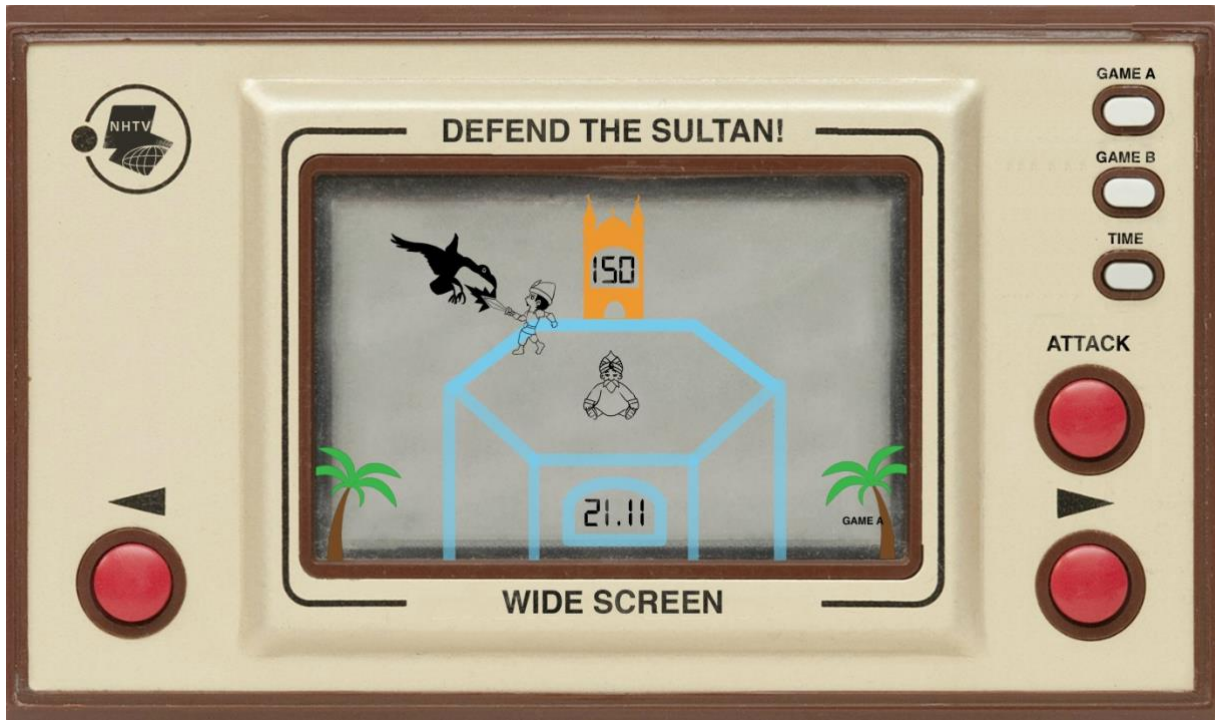 NHTV
DEFEND THE SULTAN!
GAME A
GAME B
TIME
150
ATTACK
21.11
GAME A
WIDE SCREEN